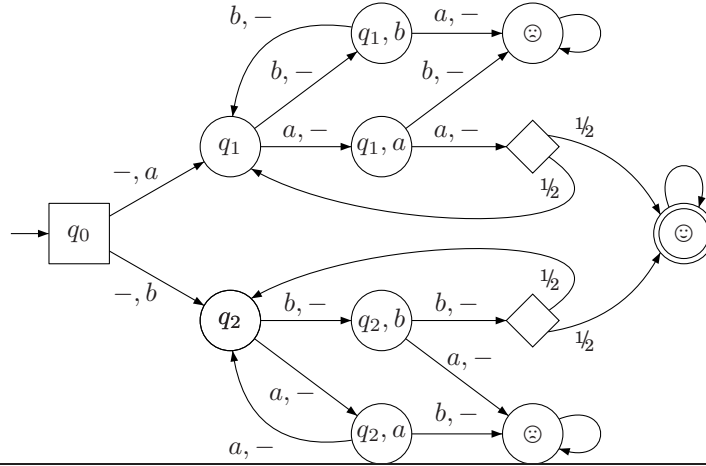 b, − a, −
q₁, b ☹
b, − b, −
½
q₁ a, − q₁, a a, −
½
−, a
q₀ ☺
−, b
½
q₂ b, − q₂, b b, −
½
a, −
a, −
b, −
q₂, a ☹
a, −